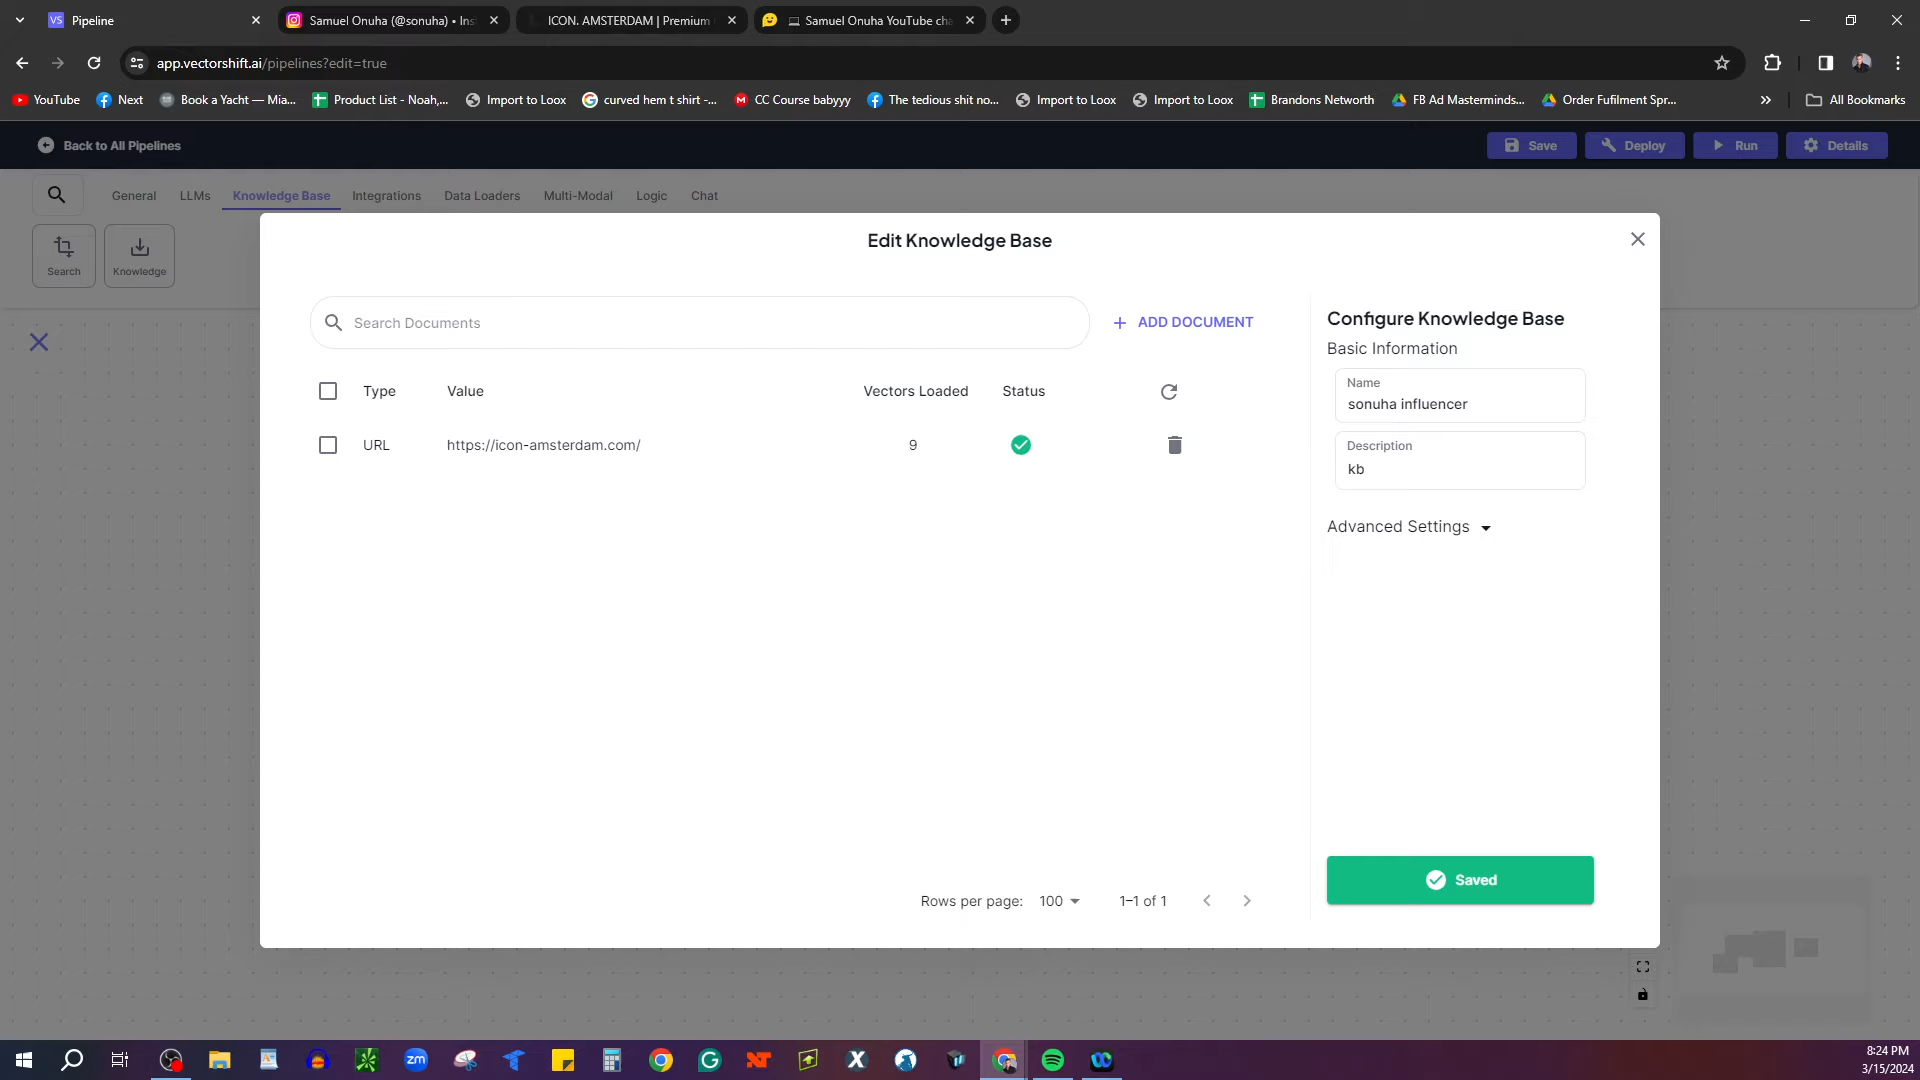 VS Pipeline
Samuel Onuha (@sonuha) • Ins
ICON. AMSTERDAM | Premium
Samuel Onuha YouTube cha
app.vectorshift.ai/pipelines?edit=true
YouTube
Next
Book a Yacht — Mia...
Product List - Noah,...
Import to Loox
curved hem t shirt -...
CC Course babyyy
The tedious shit no...
Import to Loox
Import to Loox
Brandons Networth
FB Ad Masterminds...
Order Fufilment Spr...
All Bookmarks
Back to All Pipelines
Save
Deploy
Run
Details
General
LLMs
Knowledge Base
Integrations
Data Loaders
Multi-Modal
Logic
Chat
Search
Knowledge
Edit Knowledge Base
Search Documents
ADD DOCUMENT
Type
Value
Vectors Loaded
Status
URL
https://icon-amsterdam.com/
9
Configure Knowledge Base
Basic Information
Name
sonuha influencer
Description
kb
Advanced Settings
Saved
Rows per page:
100
1–1 of 1
zm
8:24 PM
3/15/2024